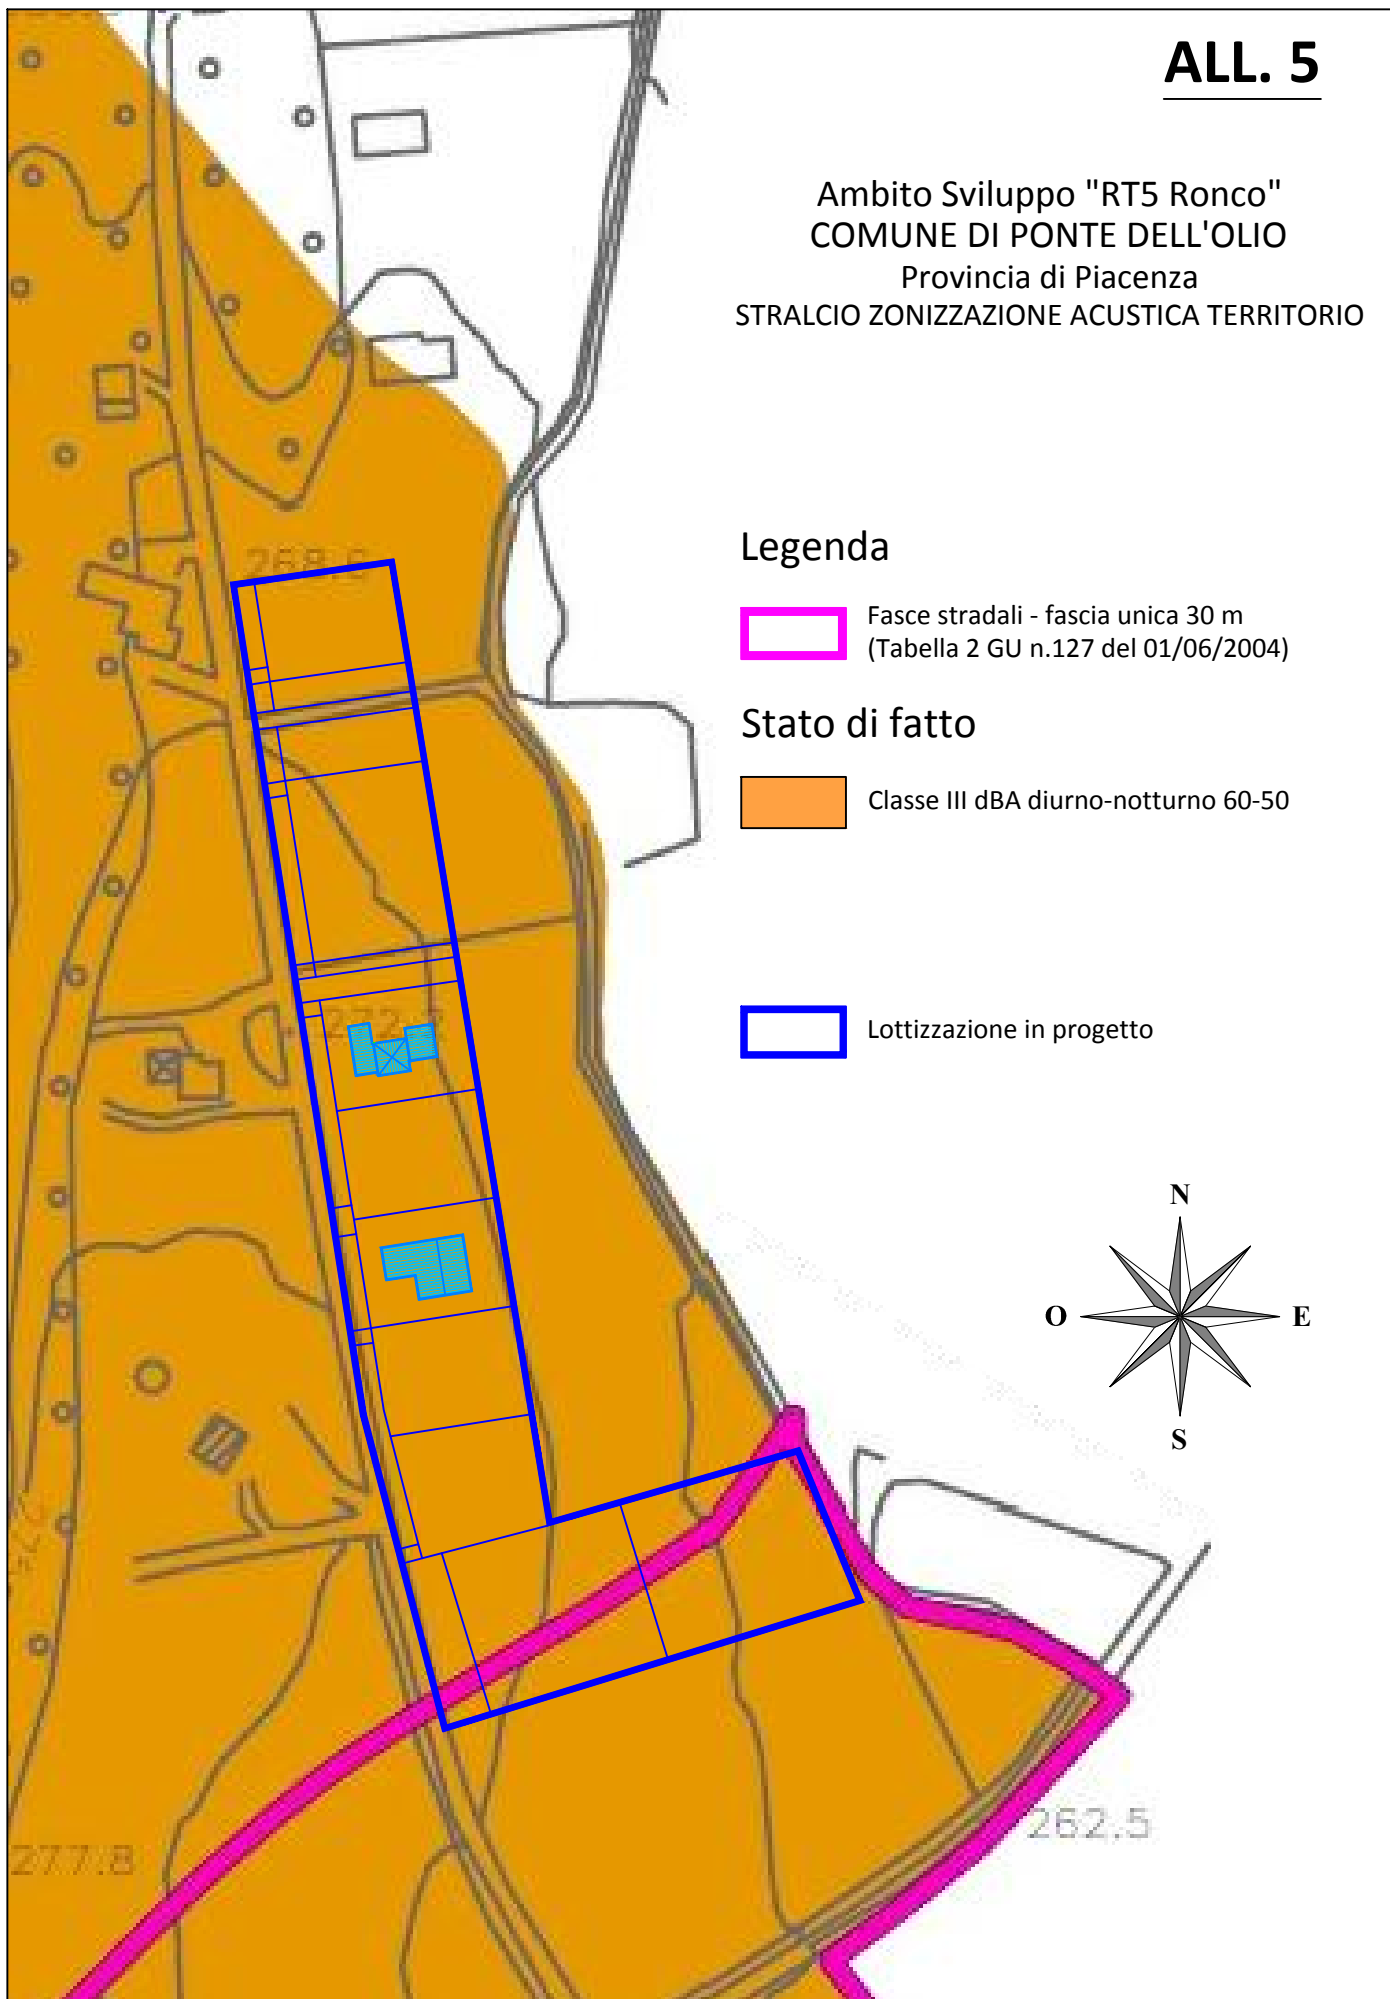 ALL. 5
Ambito Sviluppo "RT5 Ronco"
COMUNE DI PONTE DELL'OLIO
Provincia di Piacenza
STRALCIO ZONIZZAZIONE ACUSTICA TERRITORIO
Legenda
Fasce stradali - fascia unica 30 m
(Tabella 2 GU n.127 del 01/06/2004)
Stato di fatto
Classe III dBA diurno-notturno 60-50
Lottizzazione in progetto
N
O
E
S
268.6
262.5
277.8